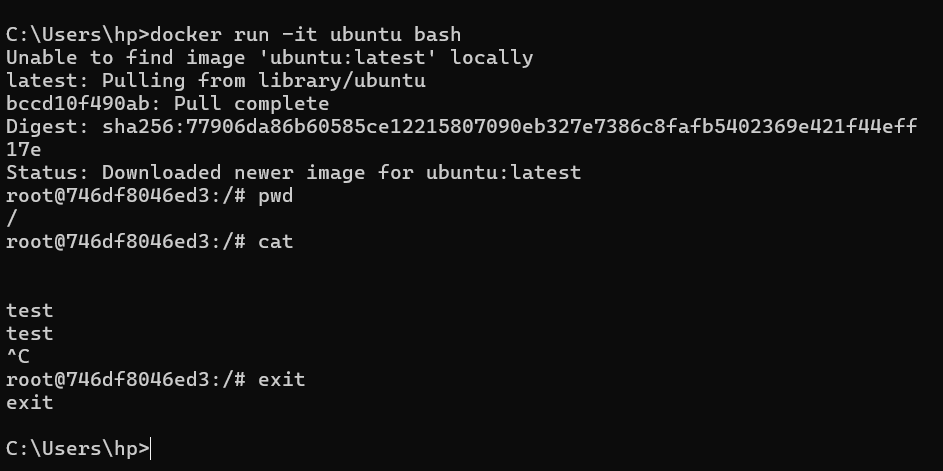 C:\Users\hp>docker run -it ubuntu bash
Unable to find image 'ubuntu:latest' locally
latest: Pulling from library/ubuntu
bccd10f490ab: Pull complete
Digest: sha256:77906da86b60585ce12215807090eb327e7386c8fafb5402369e421f44eff
17e
Status: Downloaded newer image for ubuntu:latest
root@746df8046ed3:/# pwd
/
root@746df8046ed3:/# cat
test
test
^C
root@746df8046ed3:/# exit
exit
C:\Users\hp>